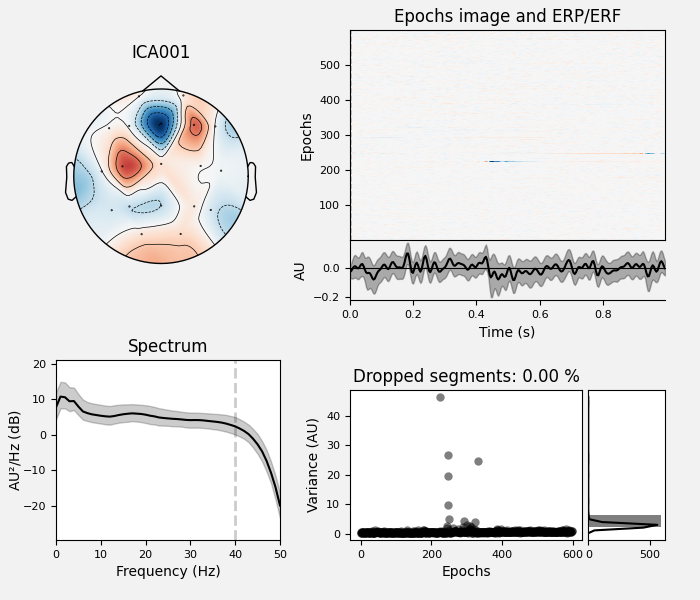 ICA001
Epochs image and ERP/ERF
Epochs
500
400
300
200
100
AU
0.0
−0.2
0.0 0.2 0.4 0.6 0.8
Time (s)
Spectrum
AU²/Hz (dB)
20
10
0
−10
−20
0 10 20 30 40 50
Frequency (Hz)
Dropped segments: 0.00 %
Variance (AU)
40
30
20
10
0
0 200 400 600
Epochs
0 500